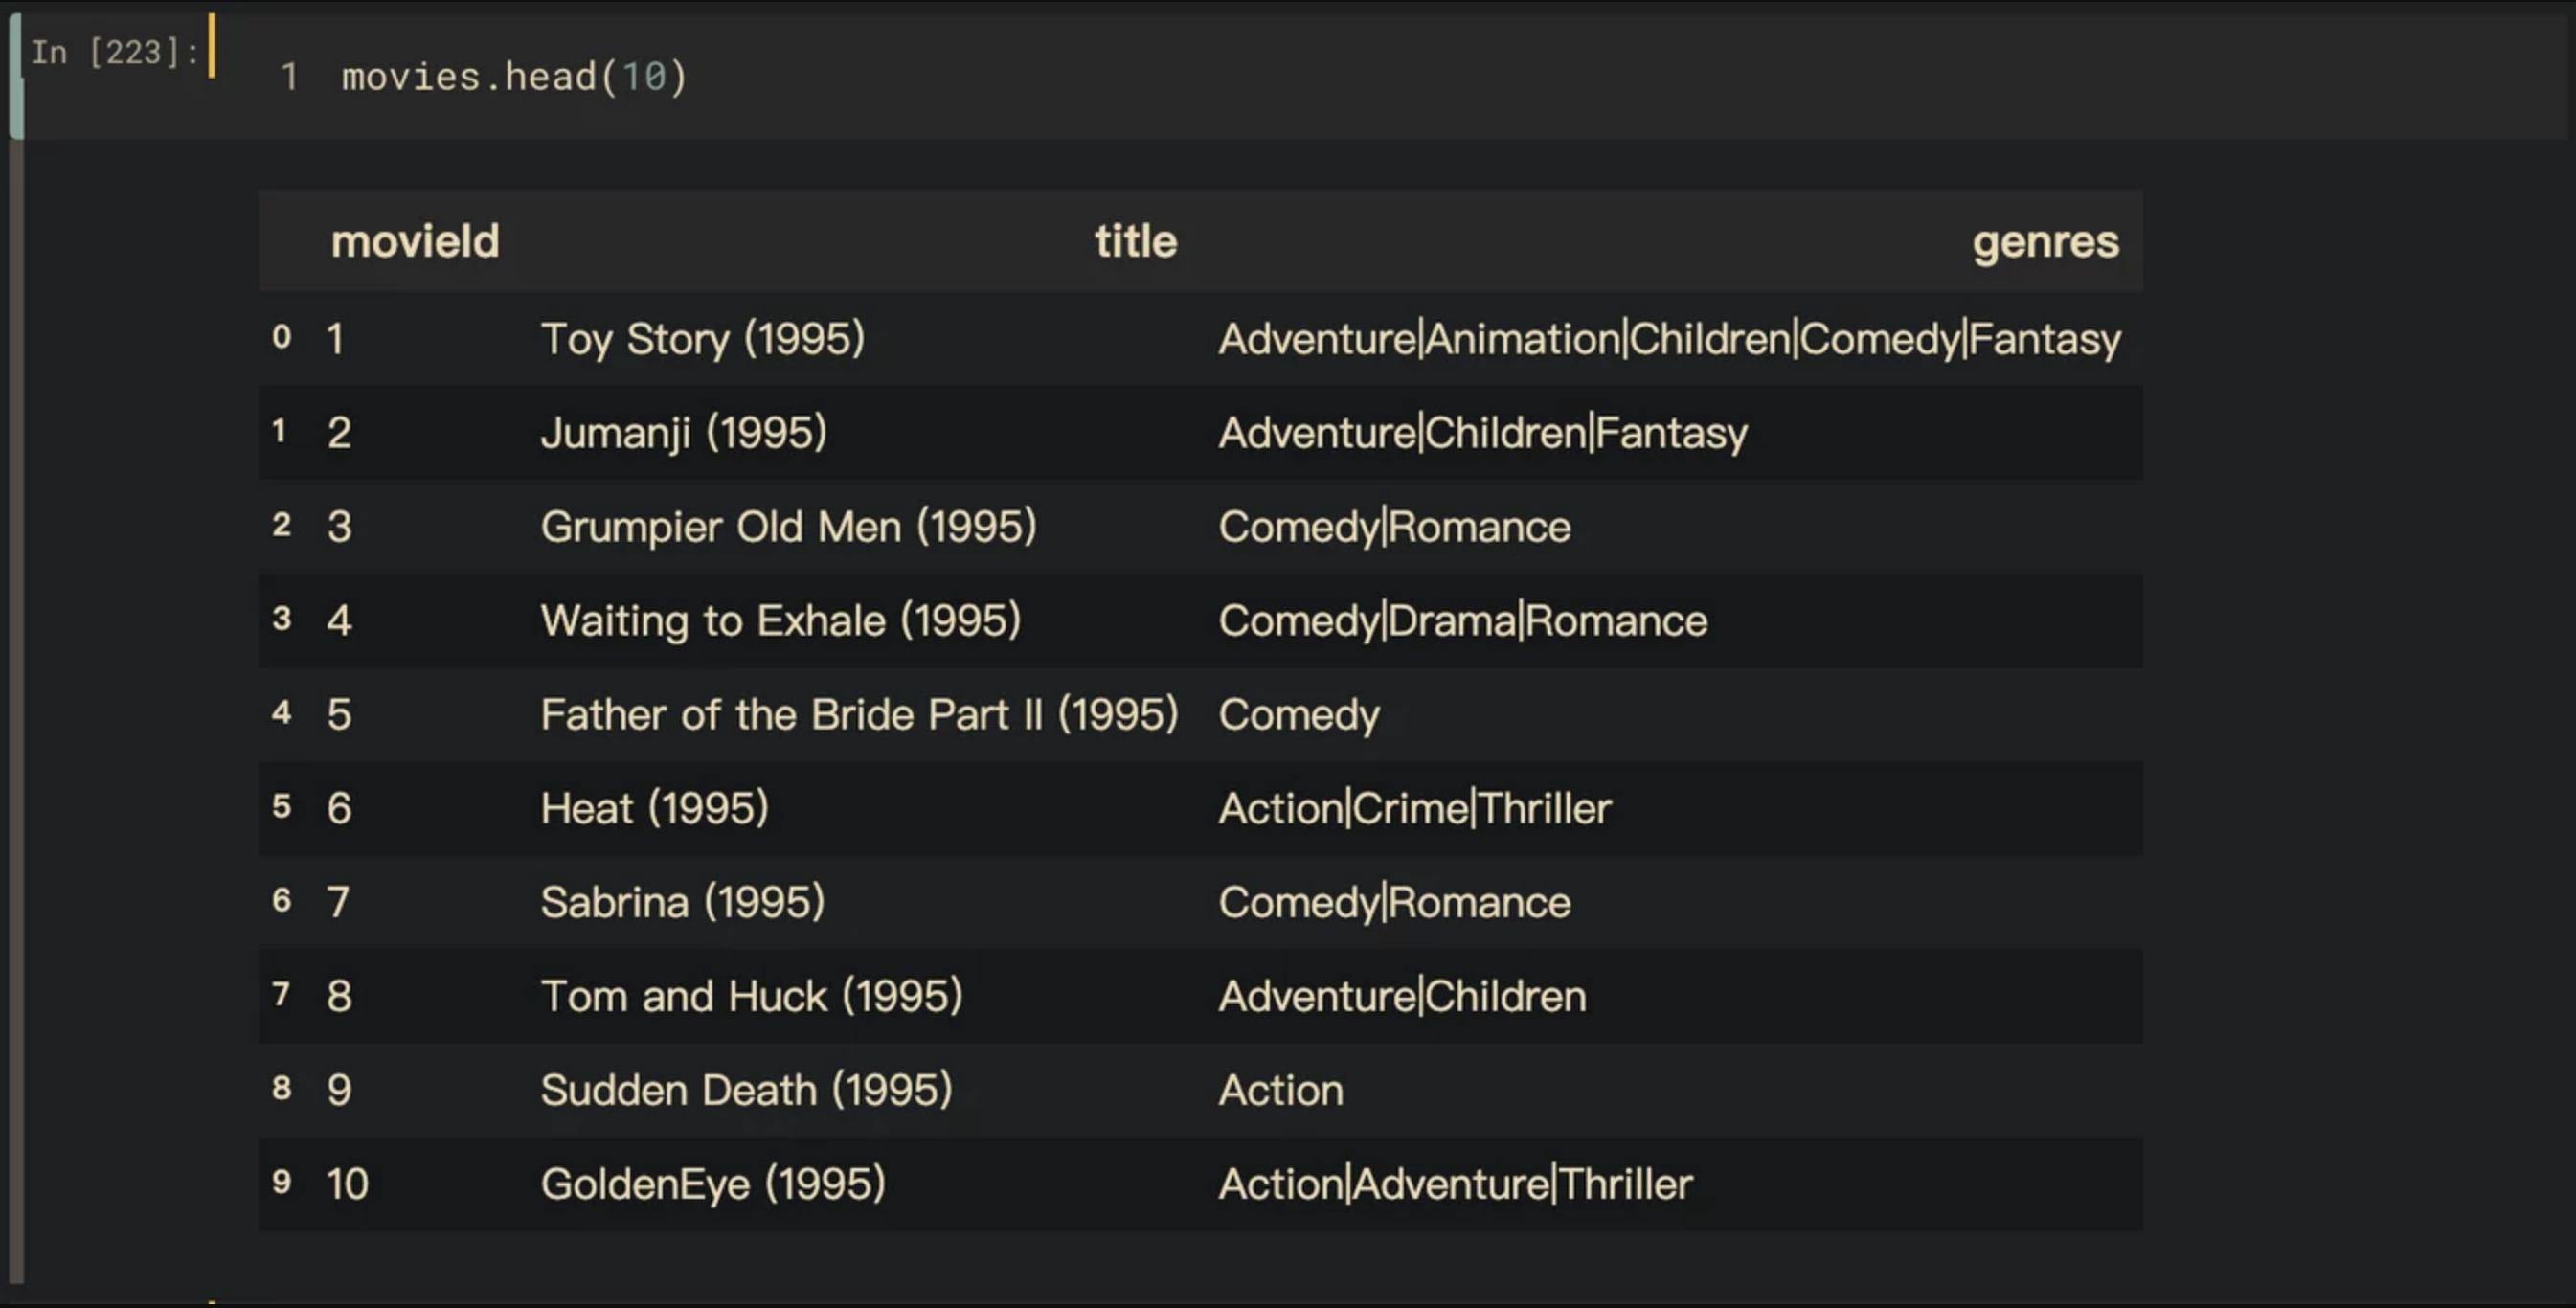 In [223]:
1 movies.head(10)
movieId title genres
0 1 Toy Story (1995) Adventure|Animation|Children|Comedy|Fantasy
1 2 Jumanji (1995) Adventure|Children|Fantasy
2 3 Grumpier Old Men (1995) Comedy|Romance
3 4 Waiting to Exhale (1995) Comedy|Drama|Romance
4 5 Father of the Bride Part II (1995) Comedy
5 6 Heat (1995) Action|Crime|Thriller
6 7 Sabrina (1995) Comedy|Romance
7 8 Tom and Huck (1995) Adventure|Children
8 9 Sudden Death (1995) Action
9 10 GoldenEye (1995) Action|Adventure|Thriller